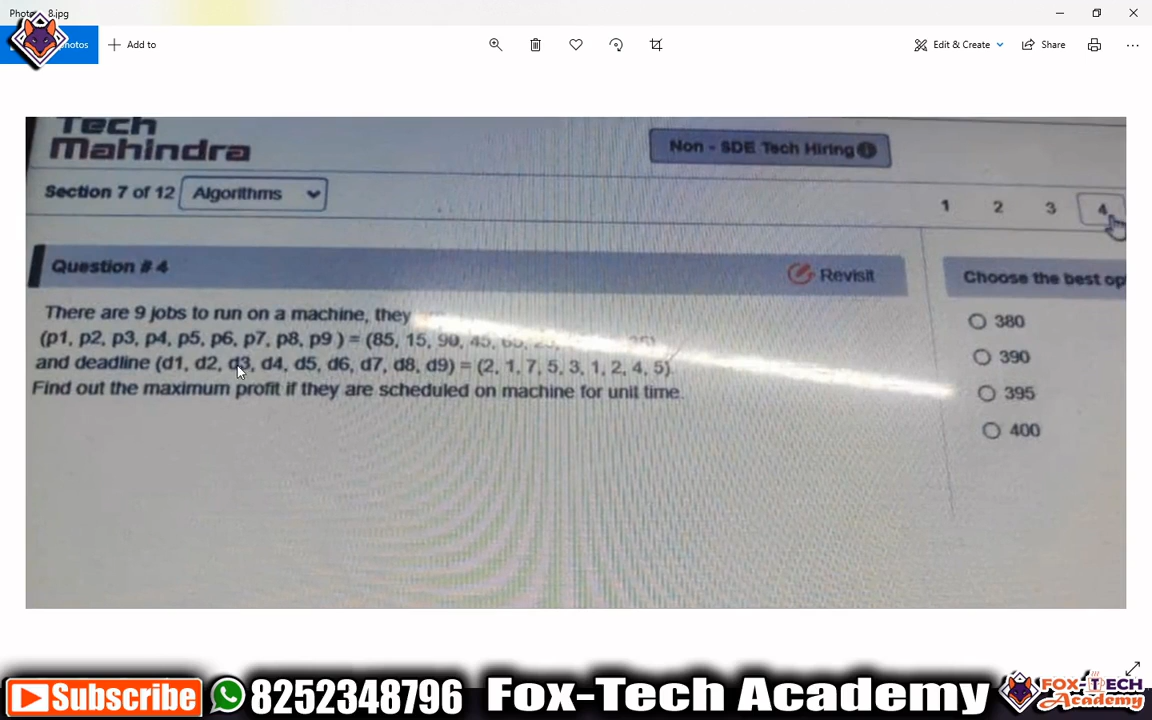 8.jpg
Add to
Edit & Create
Share
Tech
Mahindra
Non - SDE Tech Hiring
Section 7 of 12 Algorithms
1 2 3 4
Question # 4
Revisit
Choose the best
There are 9 jobs to run on a machine, they
(p1, p2, p3, p4, p5, p6, p7, p8, p9 ) = (85, 15, 90, 45,
and deadline (d1, d2, d3, d4, d5, d6, d7, d8, d9) = (2, 1, 7, 5, 3, 1, 2, 4, 5)
Find out the maximum profit if they are scheduled on machine for unit time.
380
390
395
400
Subscribe
8252348796
Fox-Tech Academy
FOX-TECH
Academy